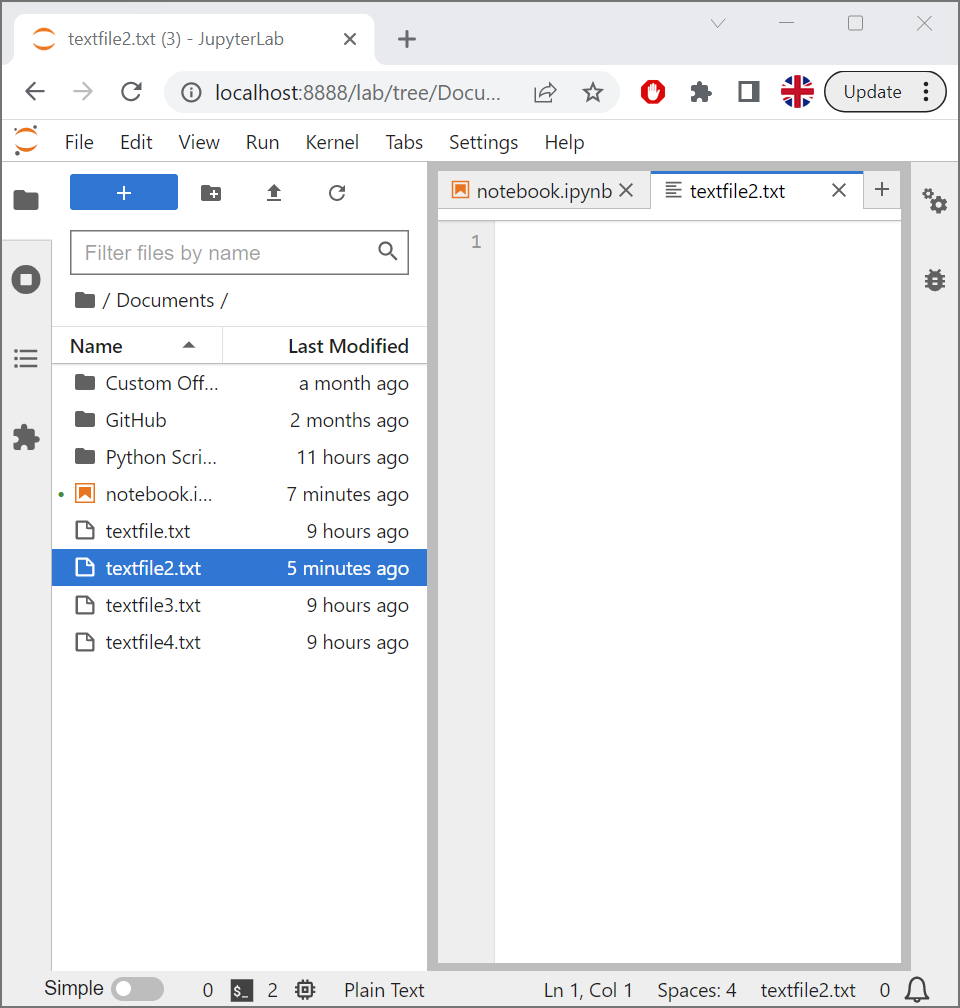 textfile2.txt (3) - JupyterLab
localhost:8888/lab/tree/Docu...
Update
File Edit View Run Kernel Tabs Settings Help
notebook.ipynb textfile2.txt
Filter files by name
/ Documents /
Name Last Modified
Custom Off... a month ago
GitHub 2 months ago
Python Scri... 11 hours ago
notebook.i... 7 minutes ago
textfile.txt 9 hours ago
textfile2.txt 5 minutes ago
textfile3.txt 9 hours ago
textfile4.txt 9 hours ago
1
Simple 0 $_ 2 Plain Text Ln 1, Col 1 Spaces: 4 textfile2.txt 0